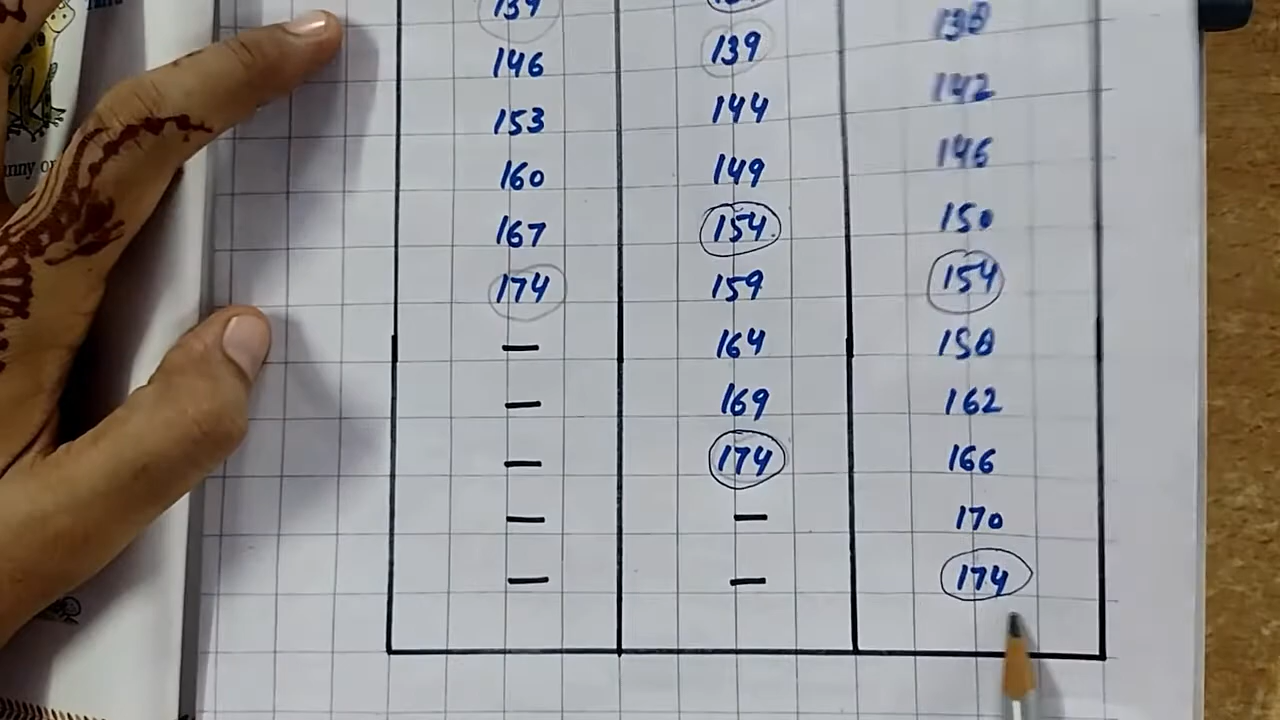 139
146 139 138
153 144 142
160 149 146
167 154 150
174 159 154
— 164 158
— 169 162
— 174 166
— — 170
— — 174